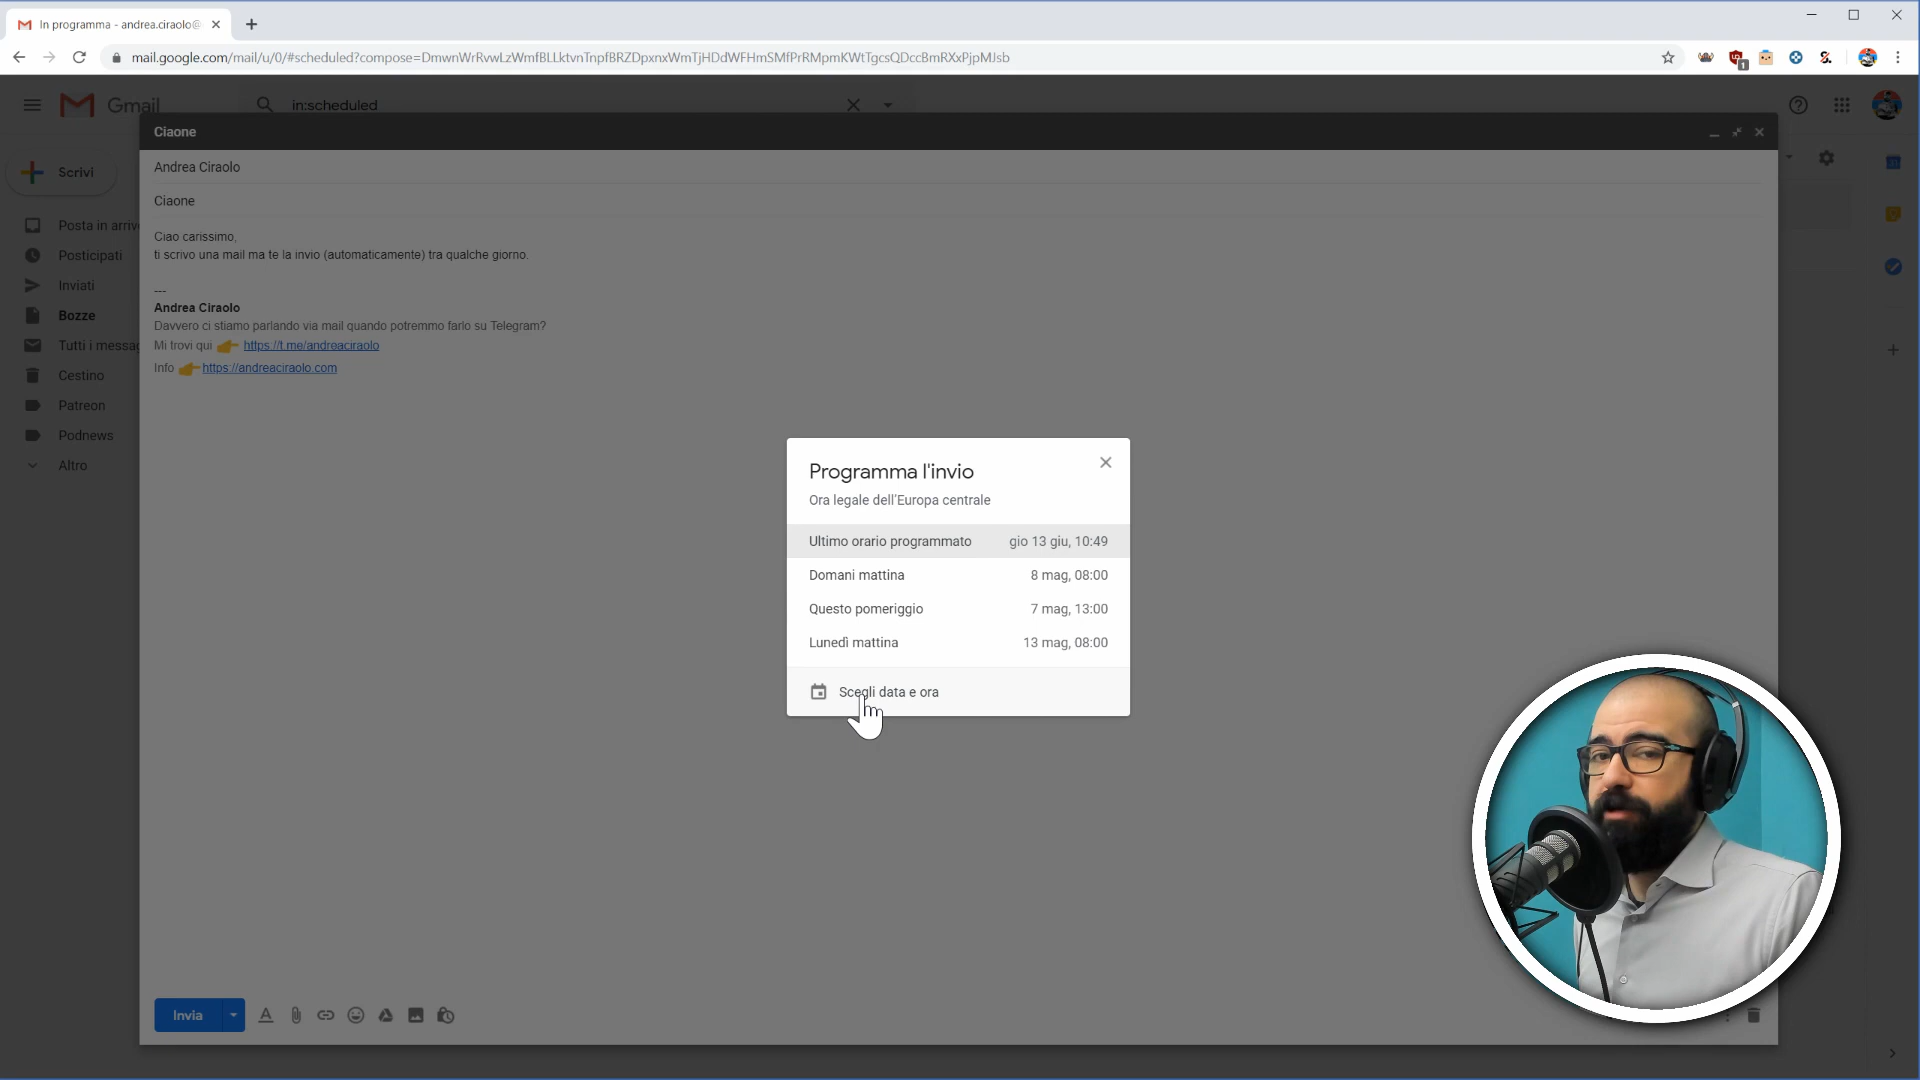 In programma - andrea.ciraolo@
mail.google.com/mail/u/0/#scheduled?compose=DmwnWrRvwLzWmfBLLktvnTnpfBRZDpxnxWmTjHDdWFHmSMfPrRMpmKWtTgcsQDccBmRXxPjpMJsb
1
Gmail
in:scheduled
Ciaone
Andrea Ciraolo
Scrivi
Ciaone
Posta in arriv
Ciao carissimo,
ti scrivo una mail ma te la invio (automaticamente) tra qualche giorno.
Posticipati
Inviati
---
Andrea Ciraolo
Bozze
Davvero ci stiamo parlando via mail quando potremmo farlo su Telegram?
Tutti i messag
Mi trovi qui https://t.me/andreaciraolo
Info https://andreaciraolo.com
Cestino
Patreon
Podnews
Altro
Programma l'invio
Ora legale dell'Europa centrale
Ultimo orario programmato gio 13 giu, 10:49
Domani mattina 8 mag, 08:00
Questo pomeriggio 7 mag, 13:00
Lunedì mattina 13 mag, 08:00
Scegli data e ora
Invia